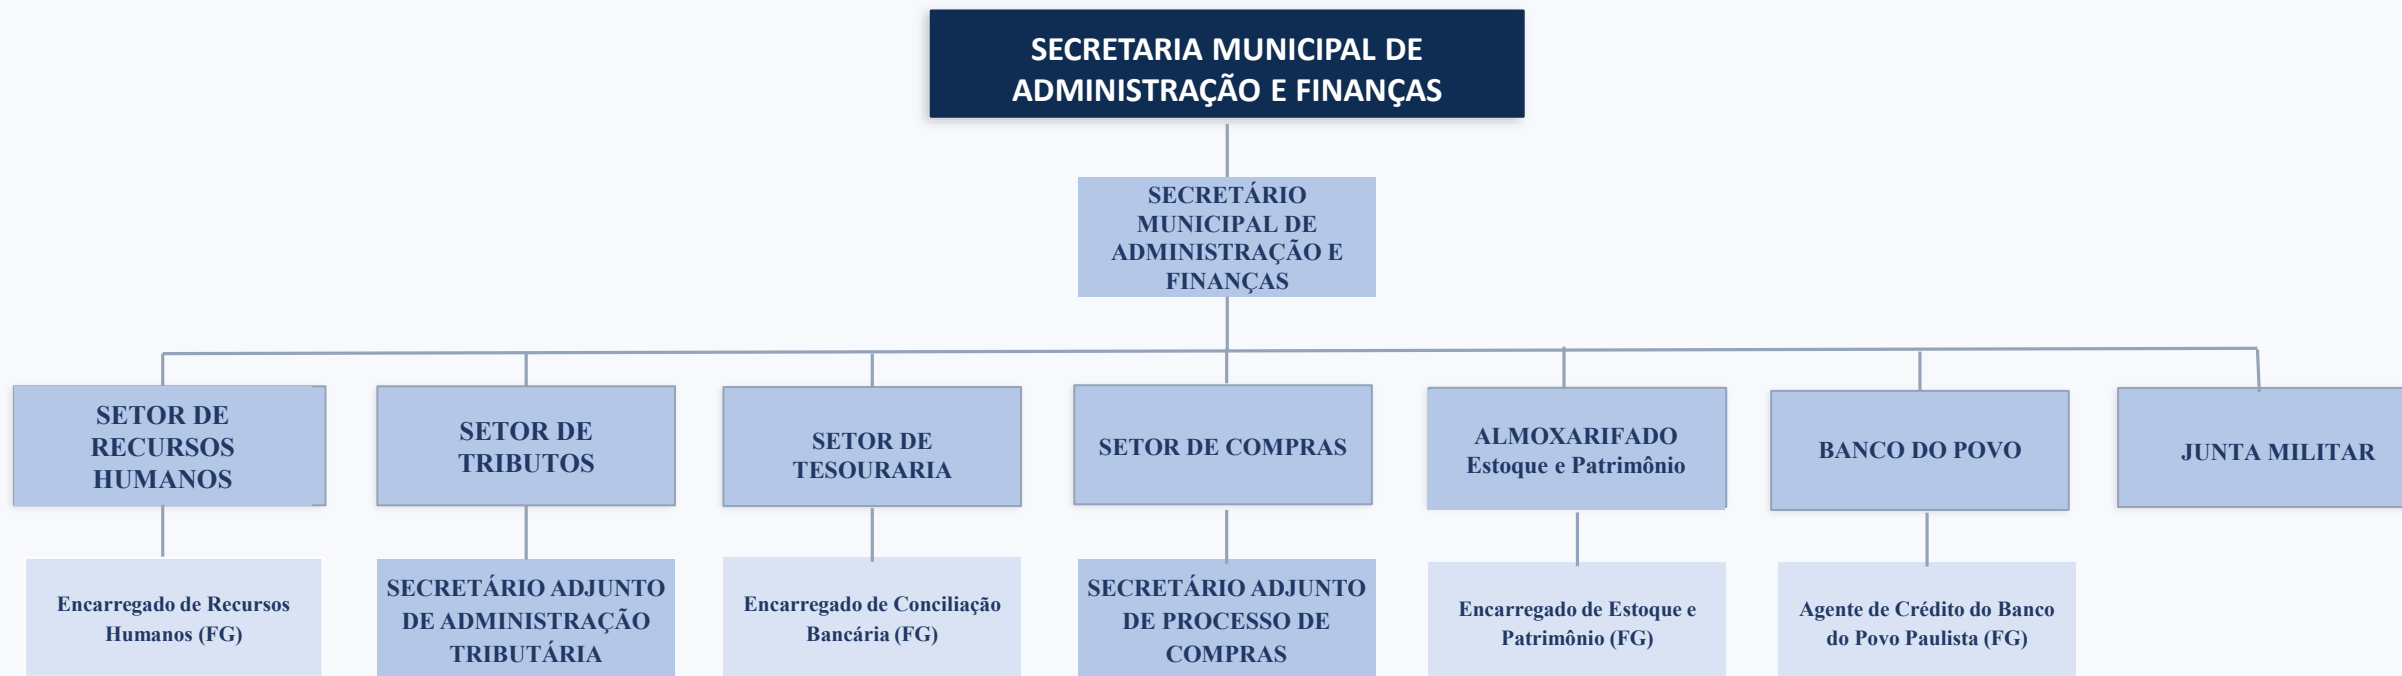 SECRETARIA MUNICIPAL DE
ADMINISTRAÇÃO E FINANÇAS
SECRETÁRIO
MUNICIPAL DE
ADMINISTRAÇÃO E
FINANÇAS
SETOR DE
RECURSOS
HUMANOS
SETOR DE
TRIBUTOS
SETOR DE
TESOURARIA
SETOR DE COMPRAS
ALMOXARIFADO
Estoque e Patrimônio
BANCO DO POVO
JUNTA MILITAR
Encarregado de Recursos
Humanos (FG)
SECRETÁRIO ADJUNTO
DE ADMINISTRAÇÃO
TRIBUTÁRIA
Encarregado de Conciliação
Bancária (FG)
SECRETÁRIO ADJUNTO
DE PROCESSO DE
COMPRAS
Encarregado de Estoque e
Patrimônio (FG)
Agente de Crédito do Banco
do Povo Paulista (FG)